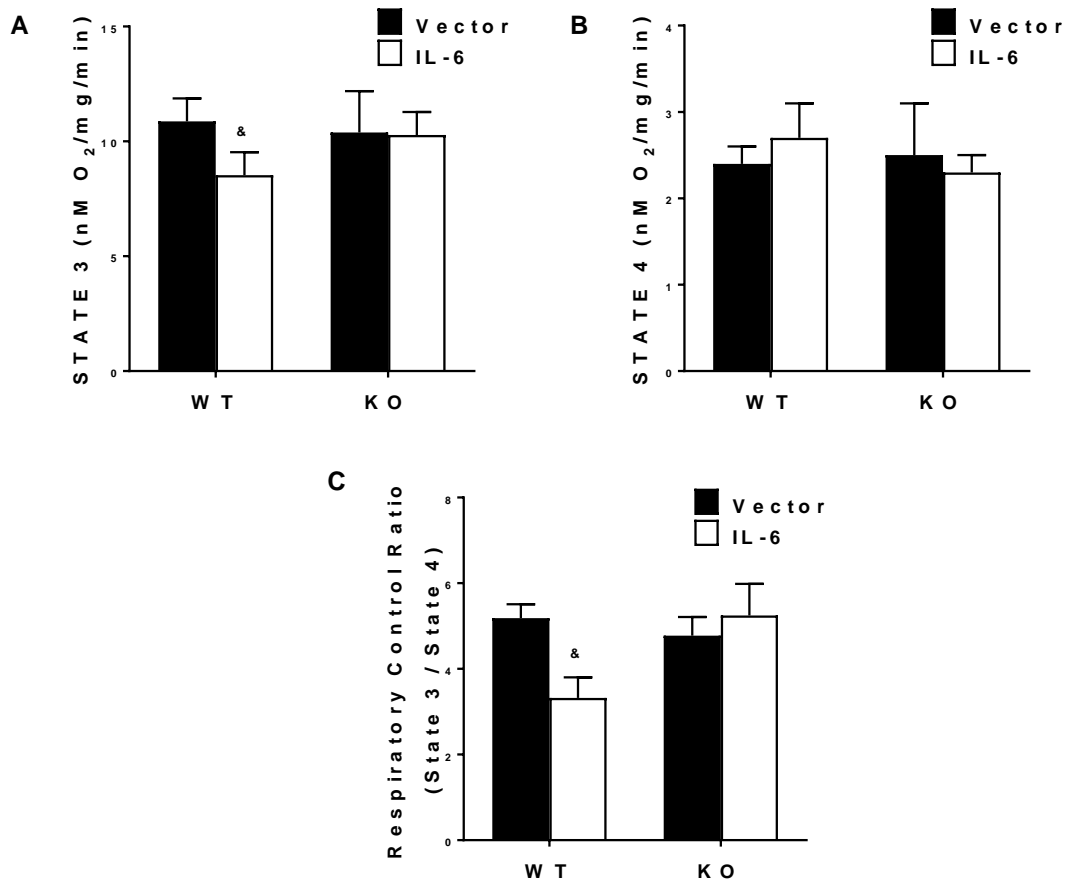 A
STATE 3 (nM O2/mg/min)
15
10
5
0
Vector
IL-6
&
WT
KO
B
STATE 4 (nM O2/mg/min)
4
3
2
1
0
Vector
IL-6
WT
KO
C
Respiratory Control Ratio
(State 3 / State 4)
8
6
4
2
0
Vector
IL-6
&
WT
KO